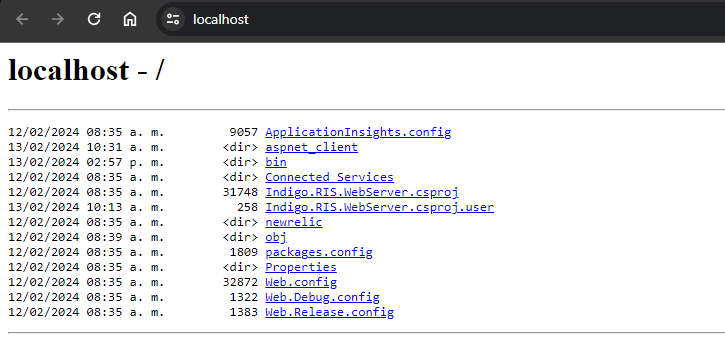 localhost
localhost - /
12/02/2024 08:35 a. m. 9057 ApplicationInsights.config
13/02/2024 10:31 a. m. <dir> aspnet_client
13/02/2024 02:57 p. m. <dir> bin
12/02/2024 08:35 a. m. <dir> Connected Services
12/02/2024 08:35 a. m. 31748 Indigo.RIS.WebServer.csproj
13/02/2024 10:13 a. m. 258 Indigo.RIS.WebServer.csproj.user
12/02/2024 08:35 a. m. <dir> newrelic
12/02/2024 08:39 a. m. <dir> obj
12/02/2024 08:35 a. m. 1809 packages.config
12/02/2024 08:35 a. m. <dir> Properties
12/02/2024 08:35 a. m. 32872 Web.config
12/02/2024 08:35 a. m. 1322 Web.Debug.config
12/02/2024 08:35 a. m. 1383 Web.Release.config